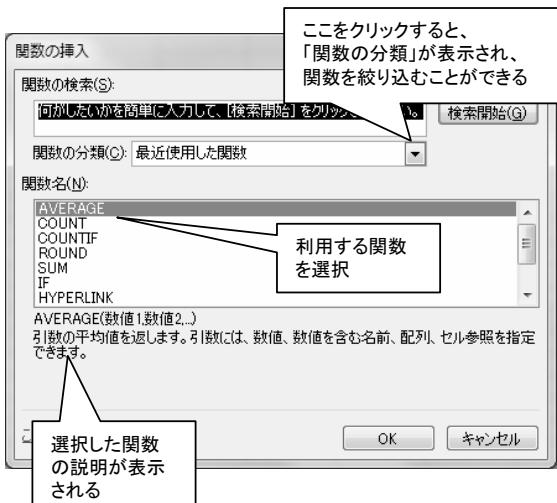 ここをクリックすると、
「関数の分類」が表示され、
関数を絞り込むことができる
関数の挿入
関数の検索(S):
何がしたいかを簡単に入力して、[検索開始] をクリック
い。
検索開始(G)
関数の分類(C): 最近使用した関数
関数名(N):
AVERAGE
COUNT
COUNTIF
ROUND
SUM
IF
HYPERLINK
利用する関数
を選択
AVERAGE(数値1,数値2,...)
引数の平均値を返します。引数には、数値、数値を含む名前、配列、セル参照を指定
できます。
選択した関数
の説明が表示
される
OK
キャンセル